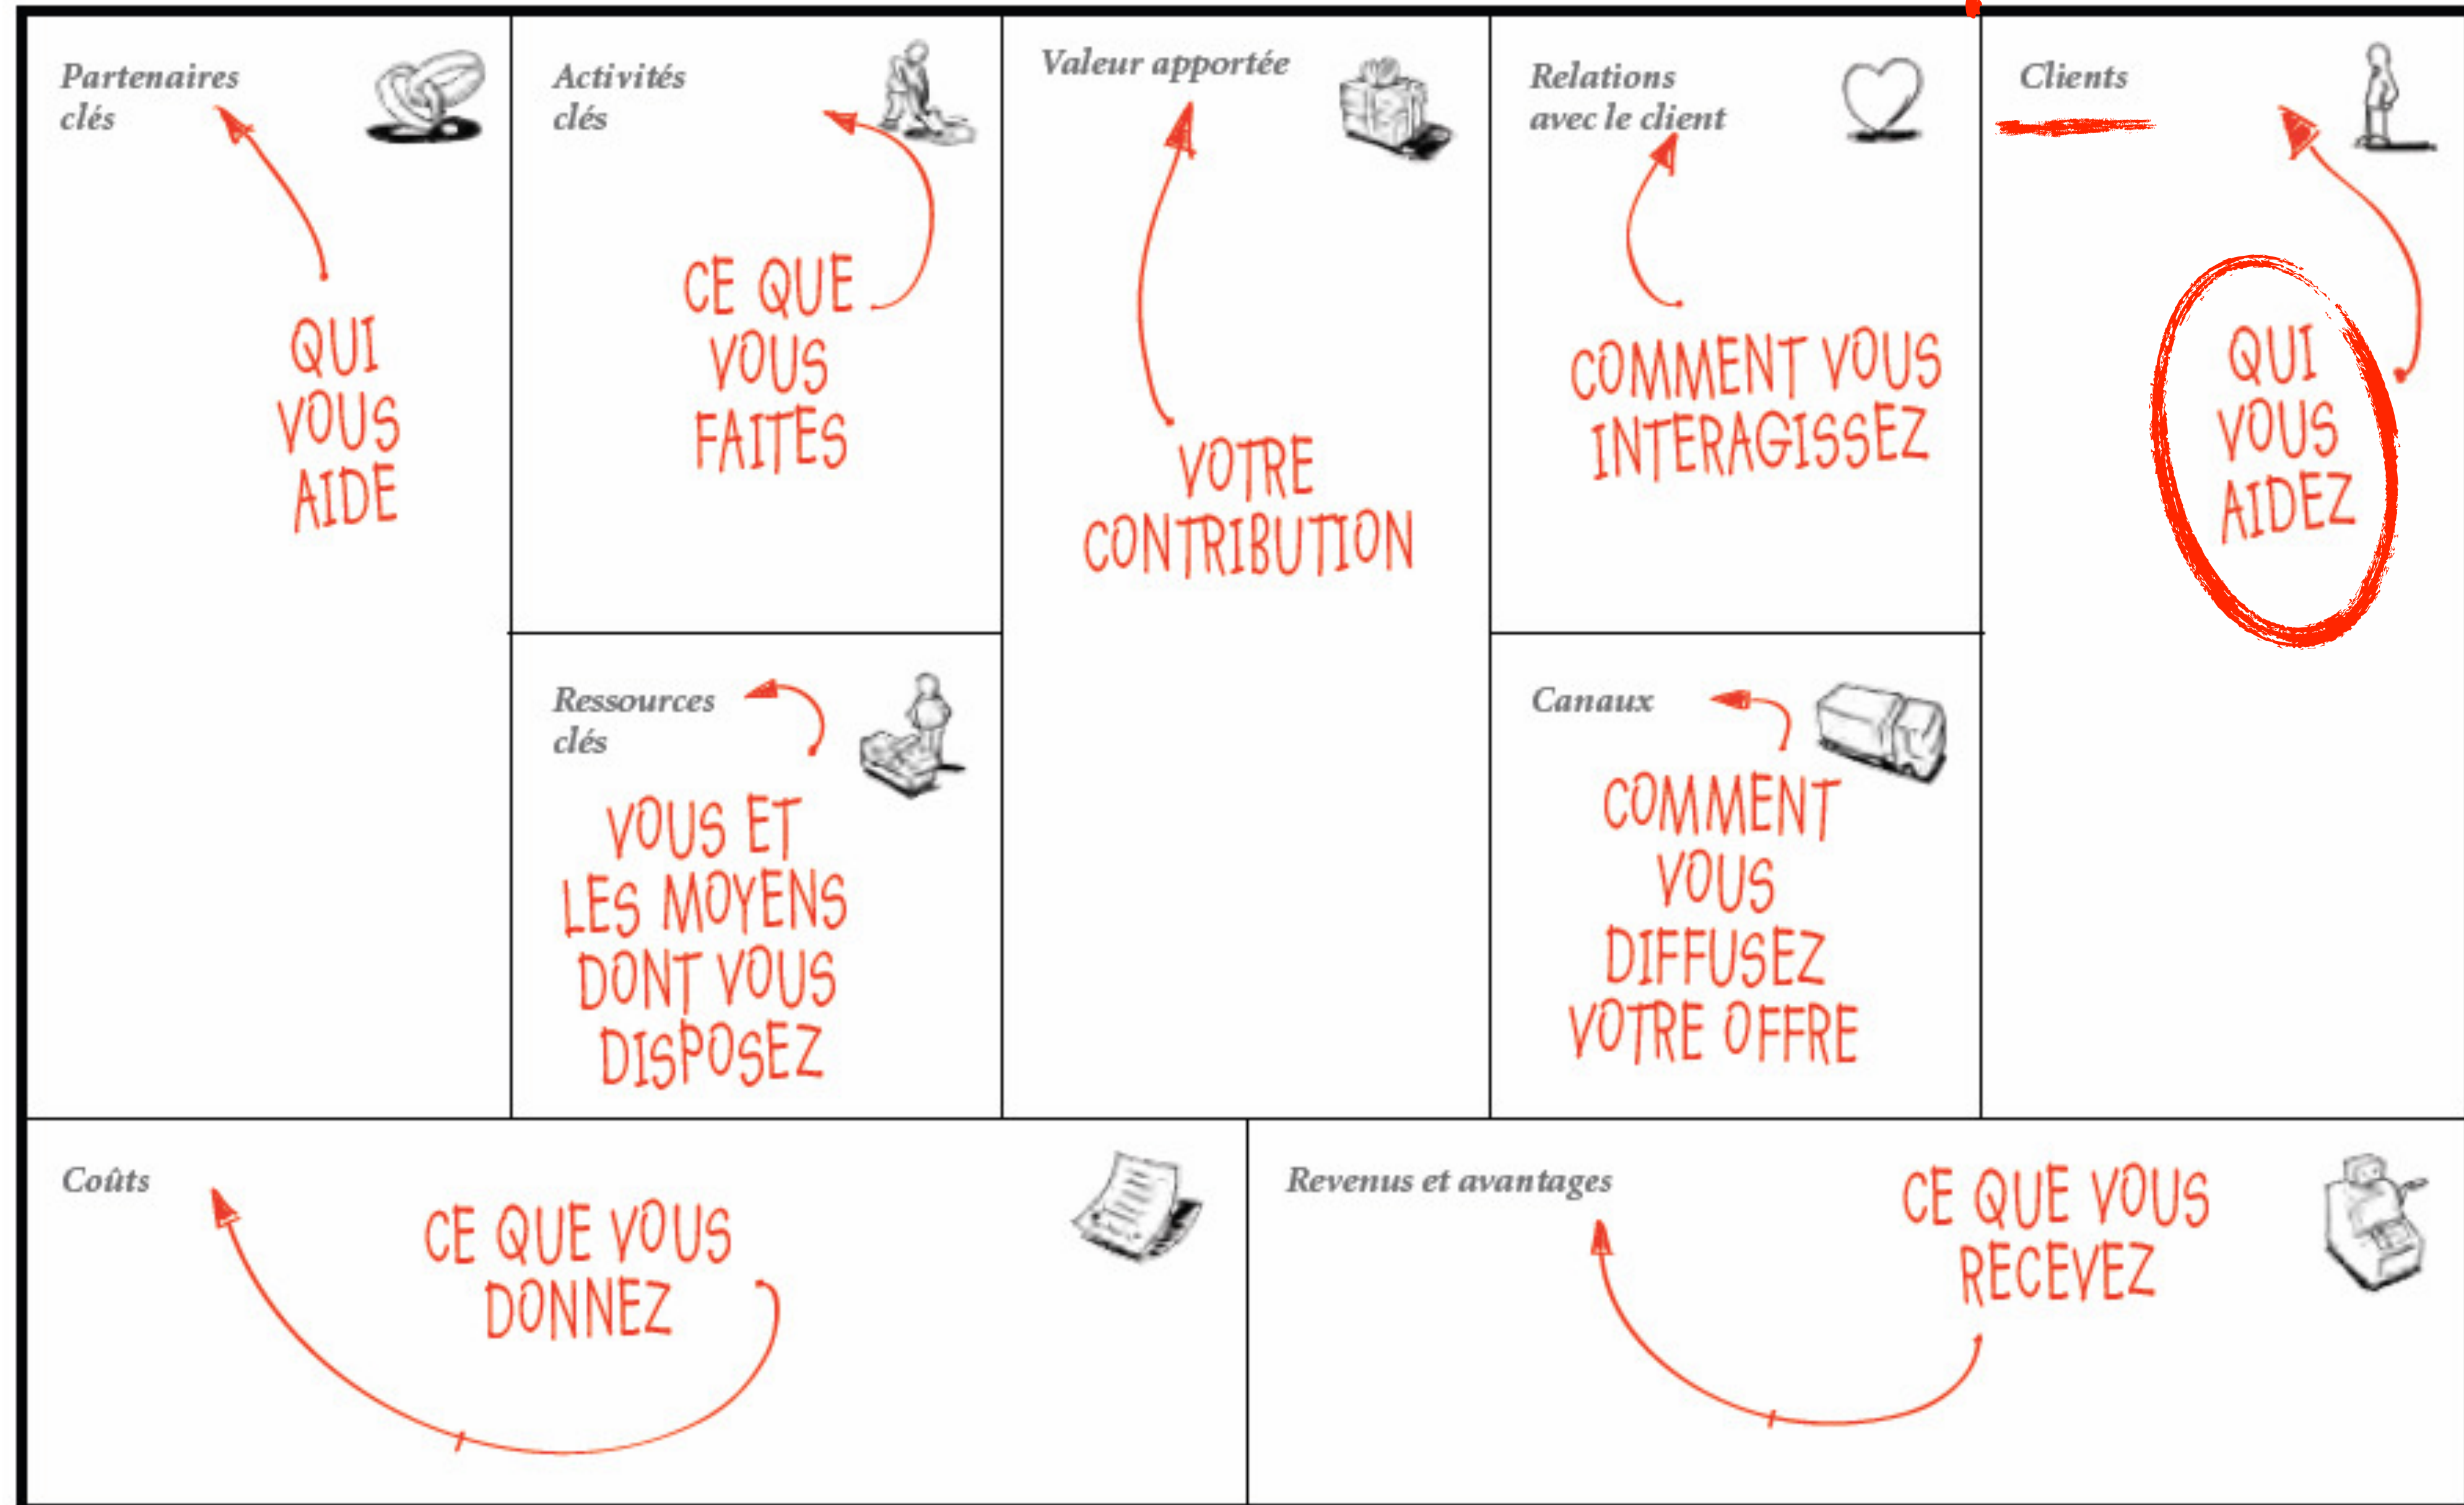 Partenaires
clés
QUI
VOUS
AIDE
Activités
clés
CE QUE
VOUS
FAITES
Ressources
clés
VOUS ET
LES MOYENS
DONT VOUS
DISPOSEZ
Valeur apportée
VOTRE
CONTRIBUTION
Relations
avec le client
COMMENT VOUS
INTERAGISSEZ
Canaux
COMMENT
VOUS
DIFFUSEZ
VOTRE OFFRE
Clients
QUI
VOUS
AIDEZ
Coûts
CE QUE VOUS
DONNEZ
Revenus et avantages
CE QUE VOUS
RECEVEZ